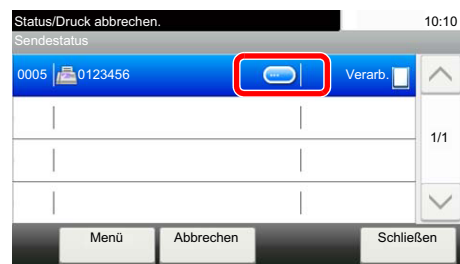 Status/Druck abbrechen. 10:10
Sendestatus
0005 0123456 ... Verarb.
1/1
Menü Abbrechen Schließen